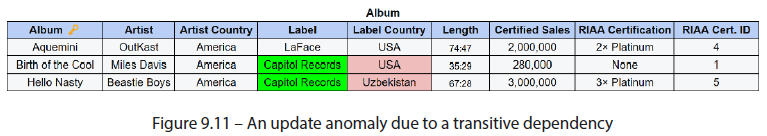 Album
Album Artist Artist Country Label Label Country Length Certified Sales RIAA Certification RIAA Cert. ID
Aquemini OutKast America LaFace USA 74:47 2,000,000 2× Platinum 4
Birth of the Cool Miles Davis America Capitol Records USA 35:29 280,000 None 1
Hello Nasty Beastie Boys America Capitol Records Uzbekistan 67:28 3,000,000 3× Platinum 5
Figure 9.11 – An update anomaly due to a transitive dependency